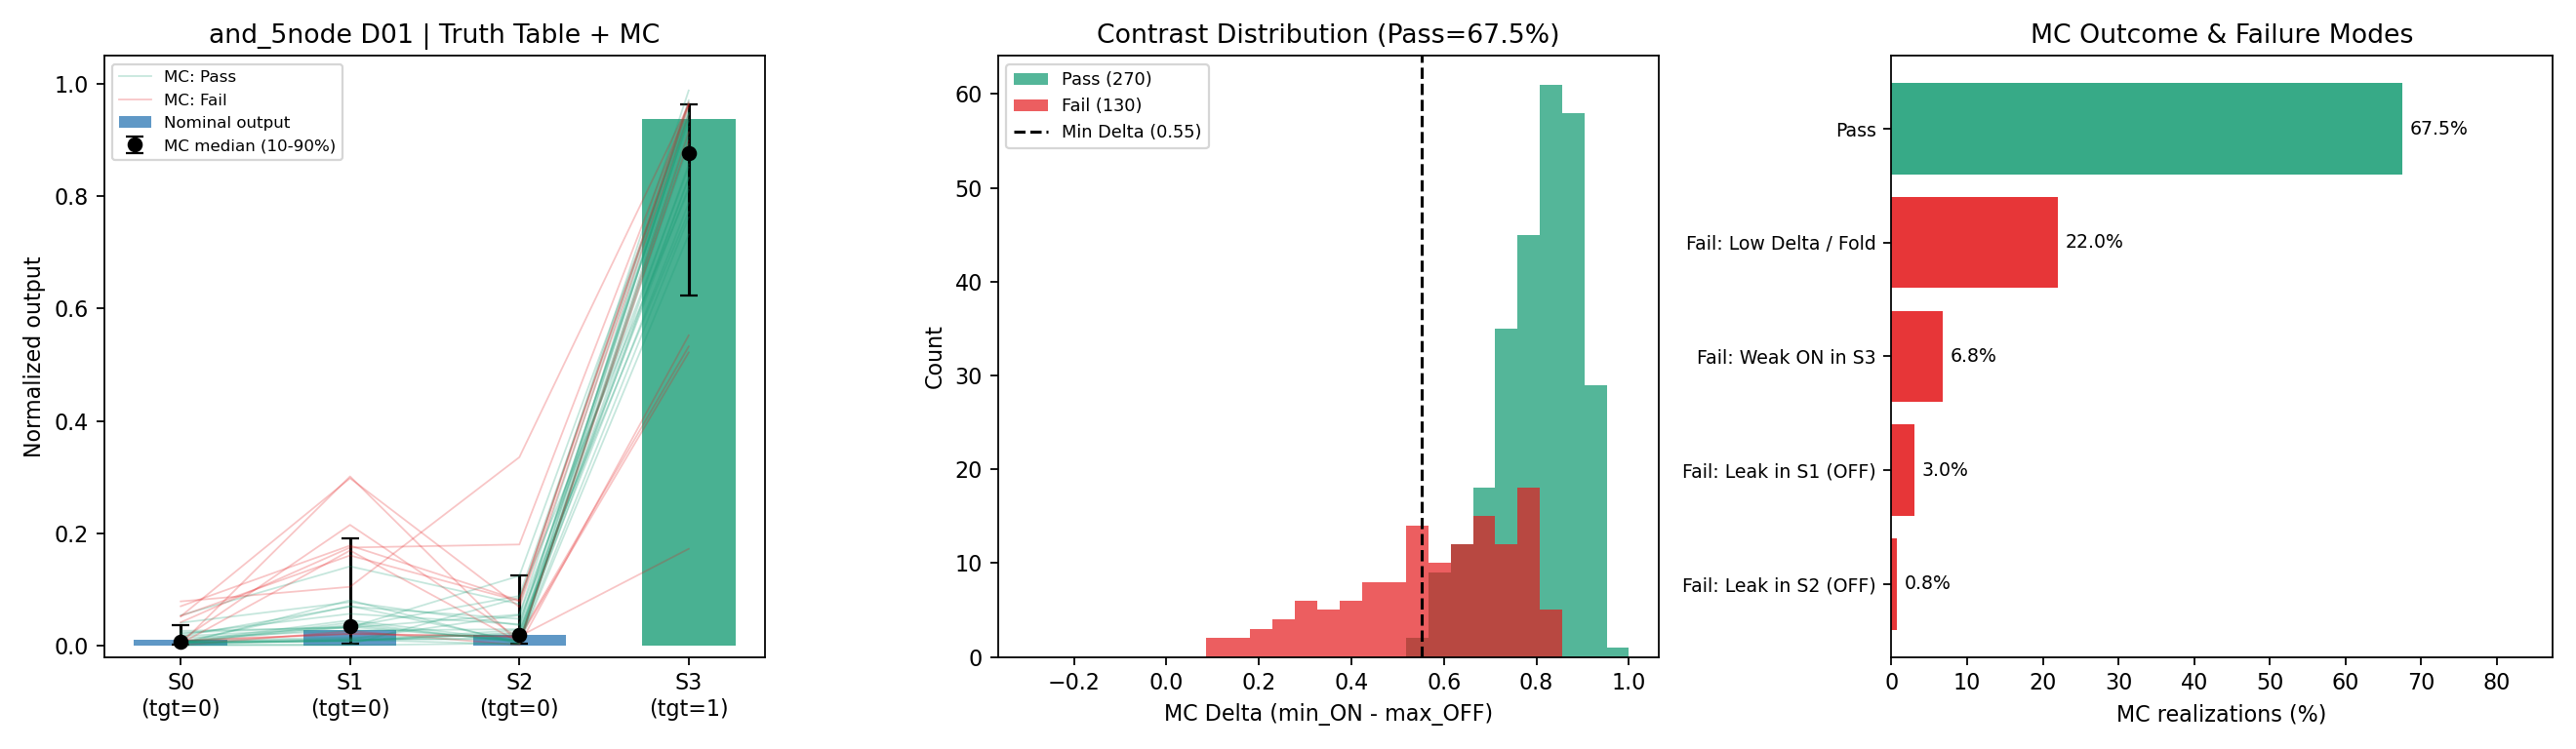 and_5node D01 | Truth Table + MC
MC: Pass
MC: Fail
Nominal output
MC median (10-90%)
Normalized output
1.0
0.8
0.6
0.4
0.2
0.0
S0
(tgt=0)
S1
(tgt=0)
S2
(tgt=0)
S3
(tgt=1)
Contrast Distribution (Pass=67.5%)
Pass (270)
Fail (130)
Min Delta (0.55)
Count
60
50
40
30
20
10
0
−0.2
0.0
0.2
0.4
0.6
0.8
1.0
MC Delta (min_ON - max_OFF)
MC Outcome & Failure Modes
Pass
67.5%
Fail: Low Delta / Fold
22.0%
Fail: Weak ON in S3
6.8%
Fail: Leak in S1 (OFF)
3.0%
Fail: Leak in S2 (OFF)
0.8%
0
10
20
30
40
50
60
70
80
MC realizations (%)